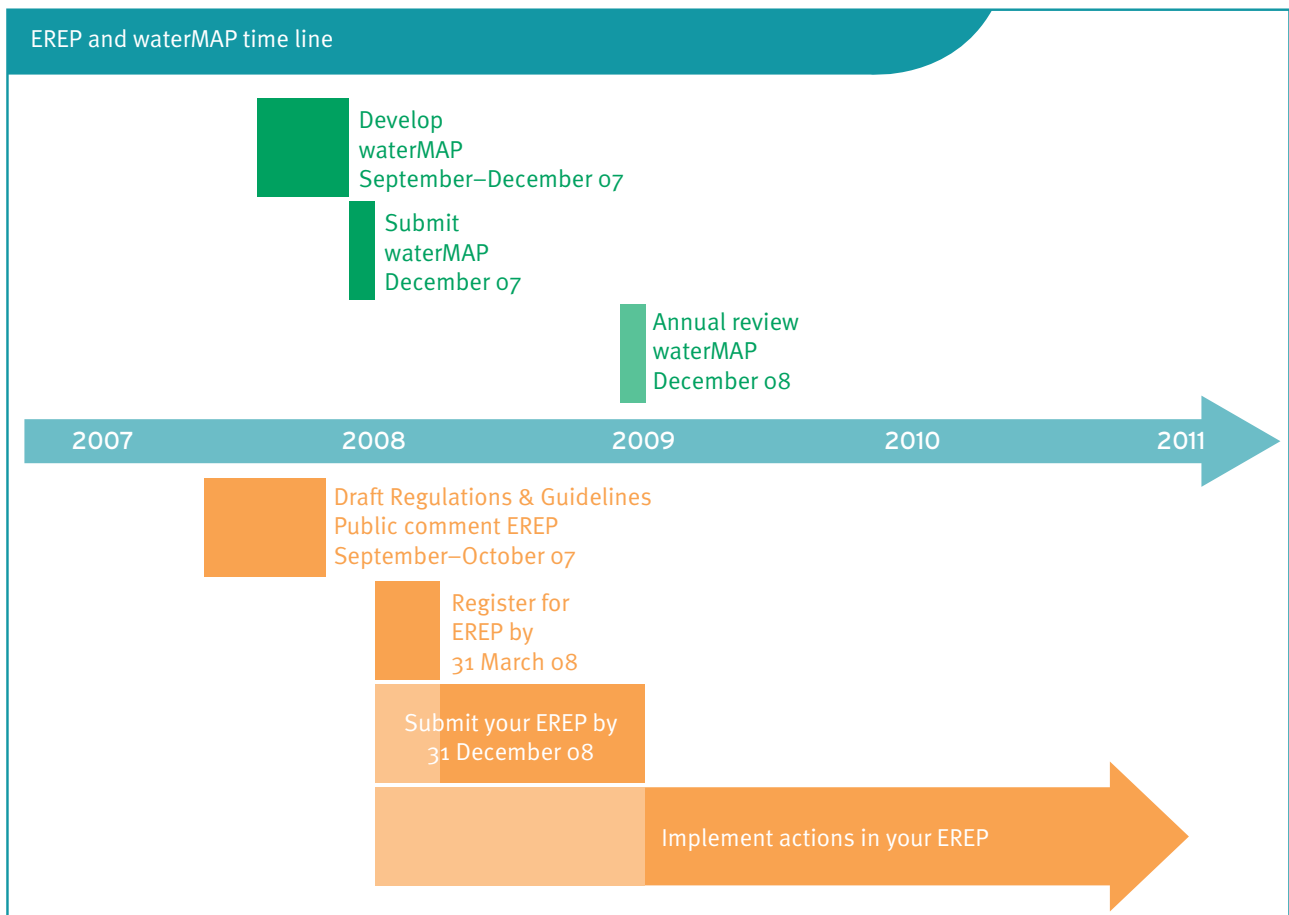 EREP and waterMAP time line
Develop
waterMAP
September–December 07
Submit
waterMAP
December 07
Annual review
waterMAP
December 08
2007 2008 2009 2010 2011
Draft Regulations & Guidelines
Public comment EREP
September–October 07
Register for
EREP by
31 March 08
Submit your EREP by
31 December 08
Implement actions in your EREP